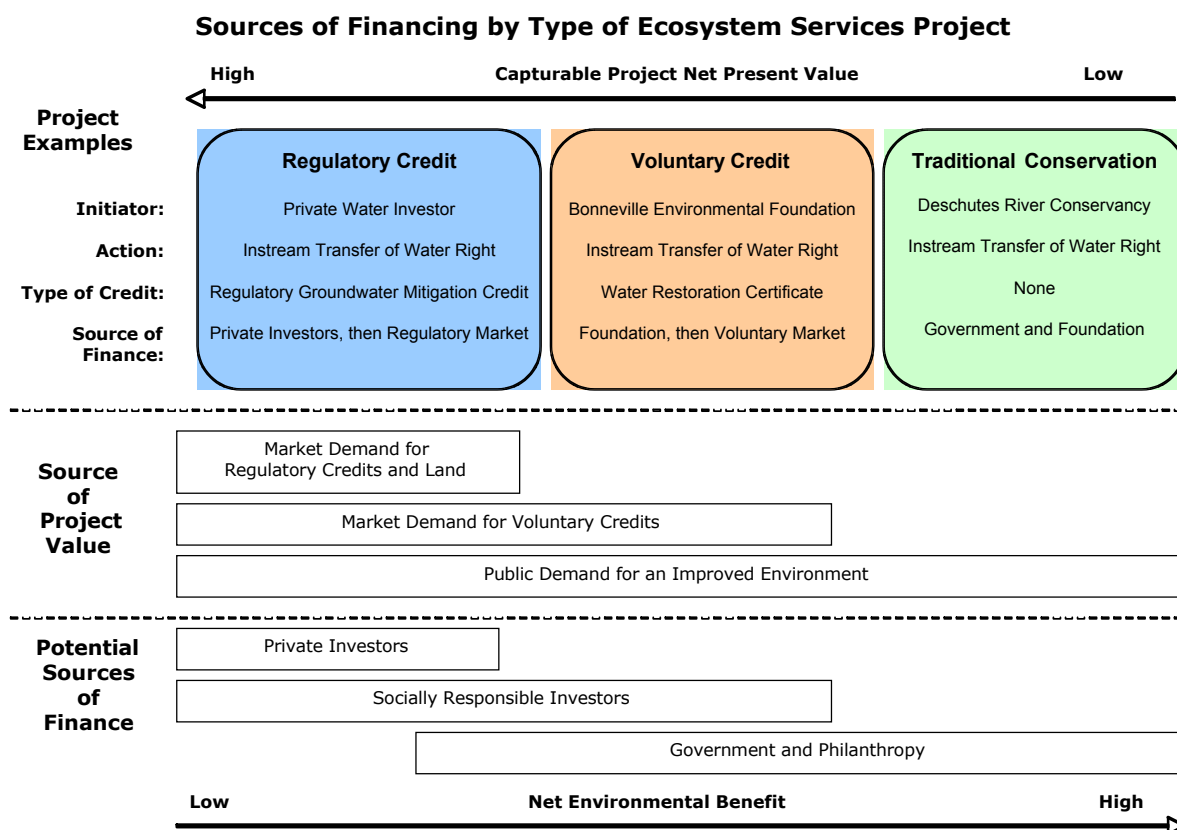 Sources of Financing by Type of Ecosystem Services Project
High Capturable Project Net Present Value Low
Project
Examples
Regulatory Credit Voluntary Credit Traditional Conservation
Initiator: Private Water Investor Bonneville Environmental Foundation Deschutes River Conservancy
Action: Instream Transfer of Water Right Instream Transfer of Water Right Instream Transfer of Water Right
Type of Credit: Regulatory Groundwater Mitigation Credit Water Restoration Certificate None
Source of Private Investors, then Regulatory Market Foundation, then Voluntary Market Government and Foundation
Finance:
Source
of
Project
Value
Market Demand for
Regulatory Credits and Land
Market Demand for Voluntary Credits
Public Demand for an Improved Environment
Potential
Sources
of
Finance
Private Investors
Socially Responsible Investors
Government and Philanthropy
Low Net Environmental Benefit High